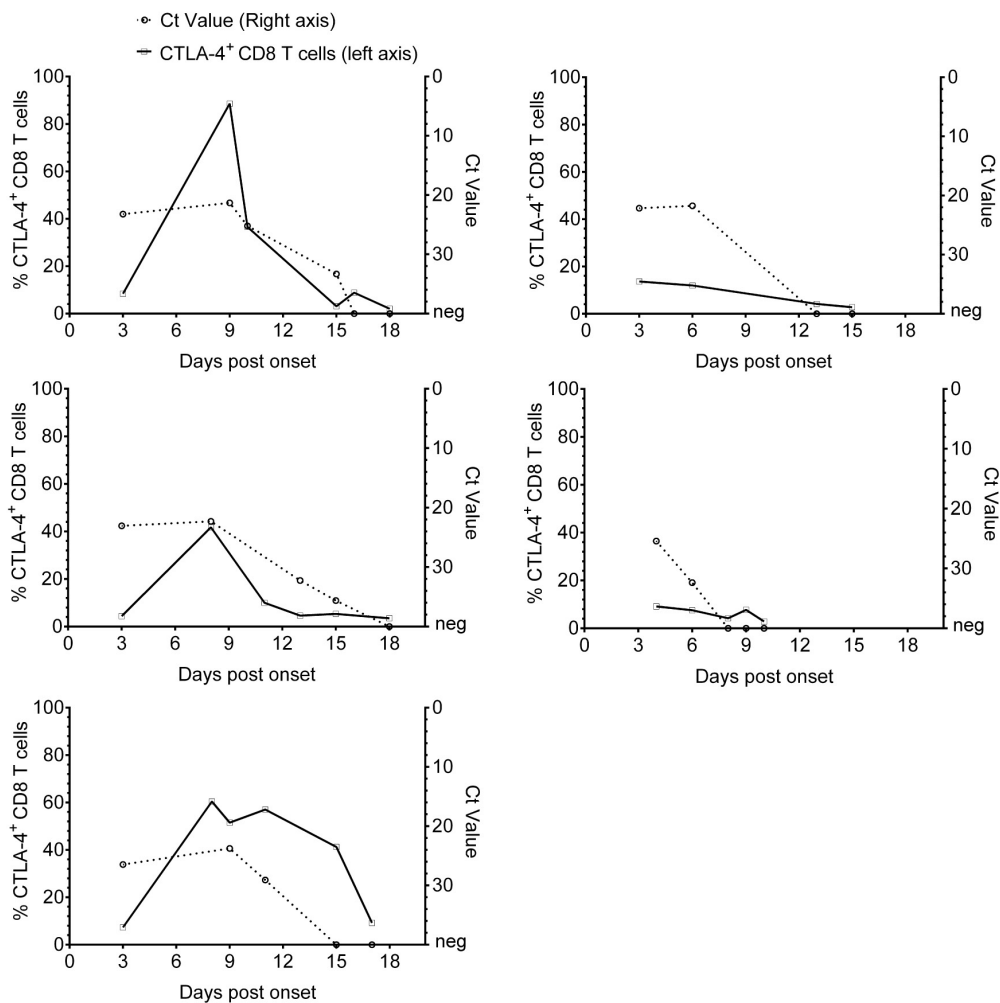 Ct Value (Right axis)
CTLA-4⁺ CD8 T cells (left axis)
% CTLA-4⁺ CD8 T cells
100
80
60
40
20
0
0
10
20
30
neg
Ct Value
0 3 6 9 12 15 18
Days post onset
% CTLA-4⁺ CD8 T cells
100
80
60
40
20
0
0
10
20
30
neg
Ct Value
0 3 6 9 12 15 18
Days post onset
% CTLA-4⁺ CD8 T cells
100
80
60
40
20
0
0
10
20
30
neg
Ct Value
0 3 6 9 12 15 18
Days post onset
% CTLA-4⁺ CD8 T cells
100
80
60
40
20
0
0
10
20
30
neg
Ct Value
0 3 6 9 12 15 18
Days post onset
% CTLA-4⁺ CD8 T cells
100
80
60
40
20
0
0
10
20
30
neg
Ct Value
0 3 6 9 12 15 18
Days post onset